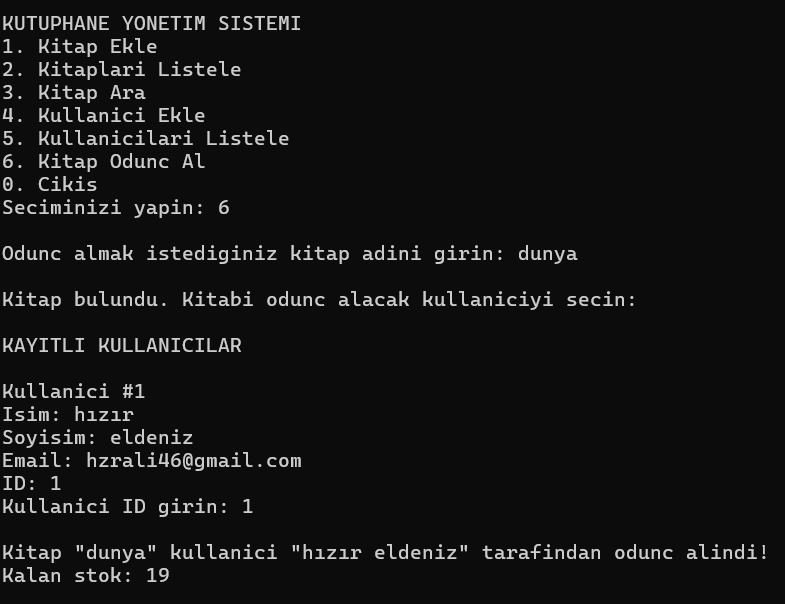 KUTUPHANE YONETIM SISTEMI
1. Kitap Ekle
2. Kitaplari Listele
3. Kitap Ara
4. Kullanici Ekle
5. Kullanicilari Listele
6. Kitap Odunc Al
0. Cikis
Seciminizi yapin: 6
Odunc almak istediginiz kitap adini girin: dunya
Kitap bulundu. Kitabi odunc alacak kullaniciyi secin:
KAYITLI KULLANICILAR
Kullanici #1
Isim: hızır
Soyisim: eldeniz
Email: hzrali46@gmail.com
ID: 1
Kullanici ID girin: 1
Kitap "dunya" kullanici "hızır eldeniz" tarafindan odunc alindi!
Kalan stok: 19